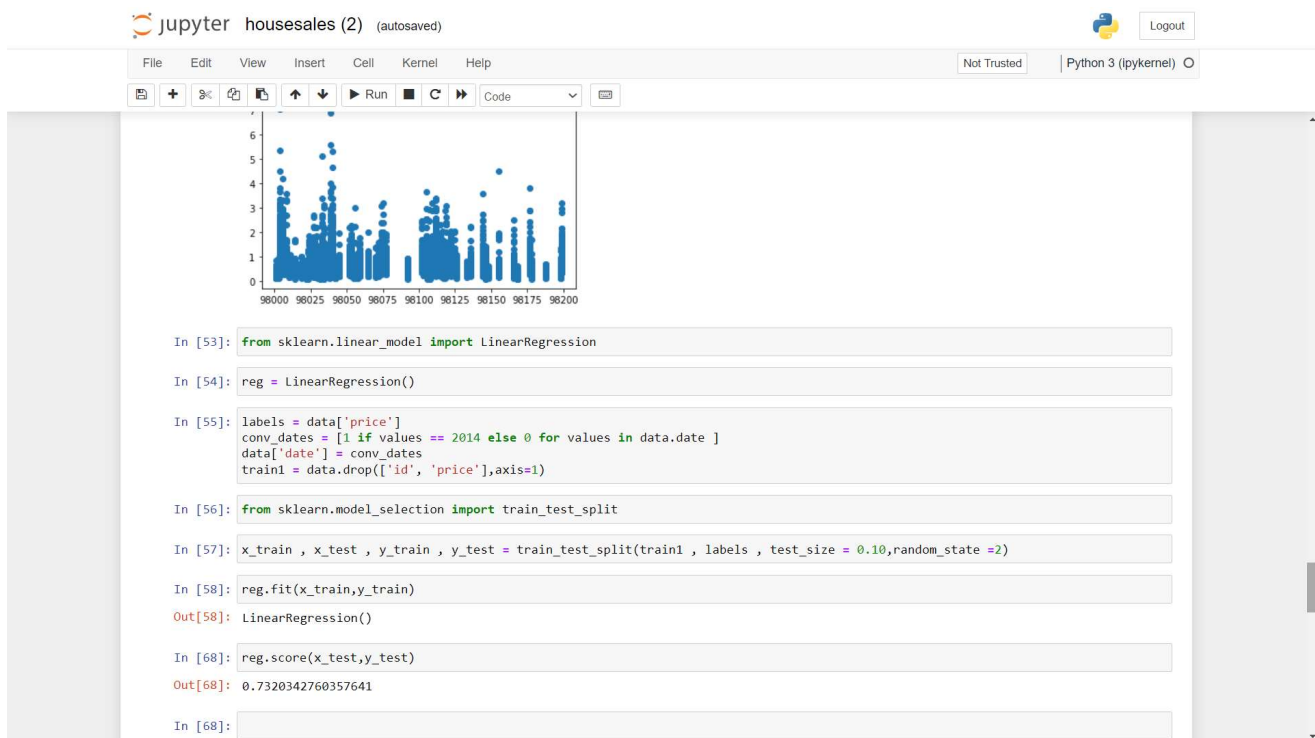 jupyter housesales (2) (autosaved)
Logout
File Edit View Insert Cell Kernel Help
Not Trusted
Python 3 (ipykernel)
Run
Code
6
5
4
3
2
1
0
98000 98025 98050 98075 98100 98125 98150 98175 98200
In [53]: from sklearn.linear_model import LinearRegression
In [54]: reg = LinearRegression()
In [55]: labels = data['price']
conv_dates = [1 if values == 2014 else 0 for values in data.date ]
data['date'] = conv_dates
train1 = data.drop(['id', 'price'],axis=1)
In [56]: from sklearn.model_selection import train_test_split
In [57]: x_train , x_test , y_train , y_test = train_test_split(train1 , labels , test_size = 0.10,random_state =2)
In [58]: reg.fit(x_train,y_train)
Out[58]: LinearRegression()
In [68]: reg.score(x_test,y_test)
Out[68]: 0.7320342760357641
In [68]: